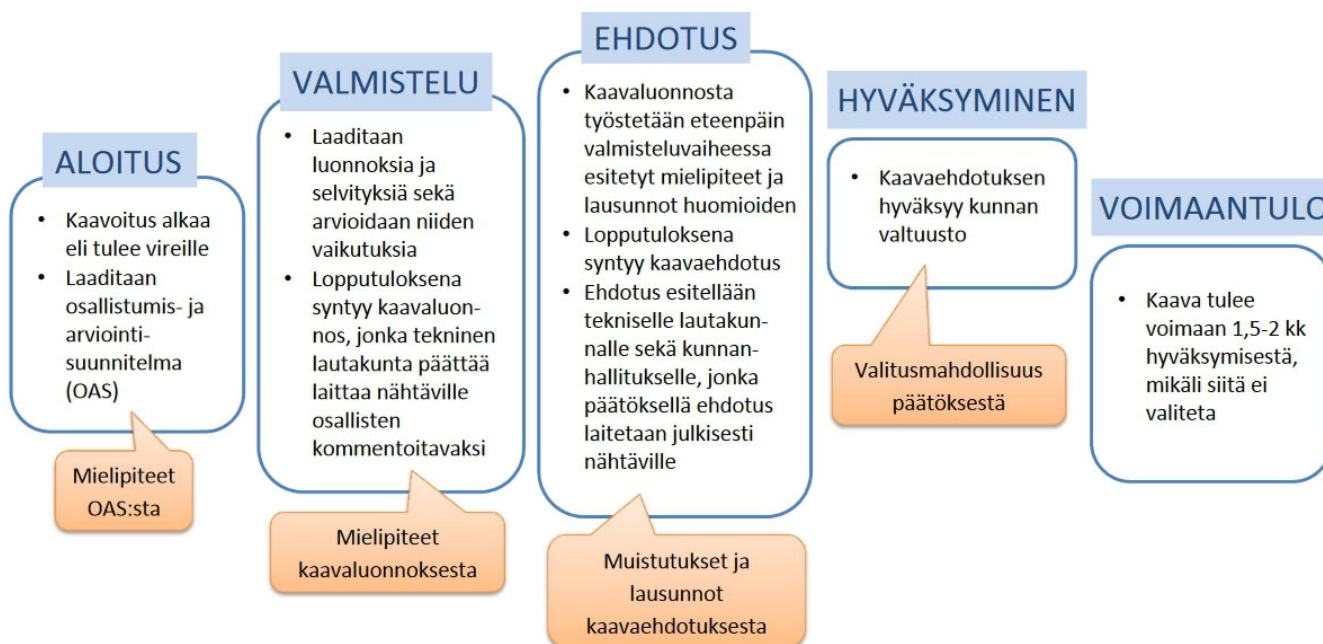 ALOITUS
• Kaavoitus alkaa
eli tulee vireille
• Laaditaan
osallistumis- ja
arviointi-
suunnitelma
(OAS)
Mielipiteet
OAS:sta
VALMISTELU
• Laaditaan
luonnoksia ja
selvityksiä sekä
arvioidaan niiden
vaikutuksia
• Lopputuloksena
syntyy kaavaluon-
nos, jonka tekninen
lautakunta päättää
laittaa nähtäville
osallisten
kommentoitavaksi
Mielipiteet
kaavaluonnoksesta
EHDOTUS
• Kaavaluonnosta
työstetään eteenpäin
valmisteluvaiheessa
esitetyt mielipiteet ja
lausunnot huomioiden
• Lopputuloksena
syntyy kaavaehdotus
• Ehdotus esitellään
tekniselle lautakun-
nalle sekä kunnan-
hallitukselle, jonka
päätöksellä ehdotus
laitetaan julkisesti
nähtäville
Muistutukset ja
lausunnot
kaavaehdotuksesta
HYVÄKSYMINEN
• Kaavaehdotuksen
hyväksyy kunnan
valtuusto
Valitusmahdollisuus
päätöksestä
VOIMAANTULO
• Kaava tulee
voimaan 1,5-2 kk
hyväksymisestä,
mikäli siitä ei
valiteta